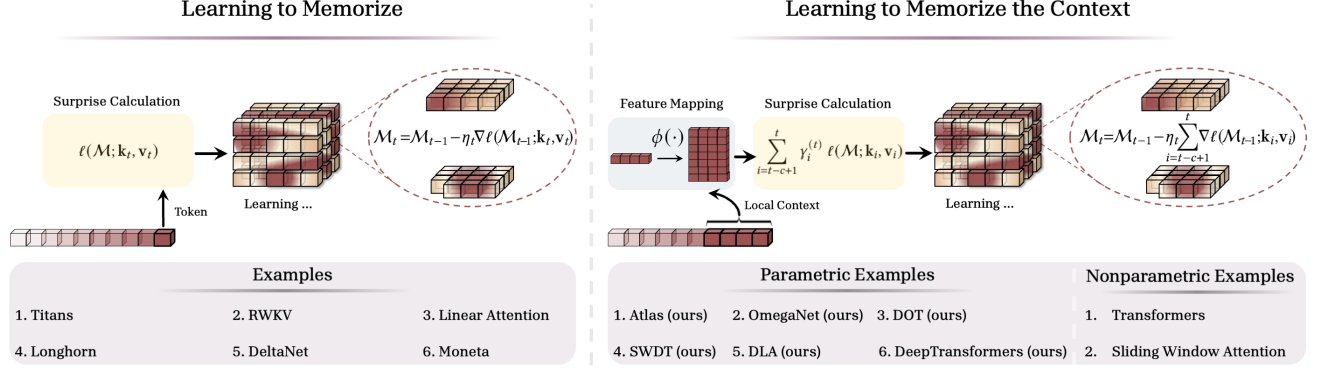 Learning to Memorize
Surprise Calculation
ℓ(ℳ; k_t, v_t)
Token
Learning ...
ℳ_t = ℳ_{t−1} − η_t∇ℓ(ℳ_{t−1}; k_t, v_t)
Examples
1. Titans 2. RWKV 3. Linear Attention
4. Longhorn 5. DeltaNet 6. Moneta
Learning to Memorize the Context
Feature Mapping
ϕ(·)
Surprise Calculation
∑_{i=t−c+1}^{t} γ_i^{(t)} ℓ(ℳ; k_i, v_i)
Local Context
Learning ...
ℳ_t = ℳ_{t−1} − η_t ∑_{i=t−c+1}^{t} ∇ℓ(ℳ_{t−1}; k_i, v_i)
Parametric Examples
1. Atlas (ours) 2. OmegaNet (ours) 3. DOT (ours)
4. SWDT (ours) 5. DLA (ours) 6. DeepTransformers (ours)
Nonparametric Examples
1. Transformers
2. Sliding Window Attention